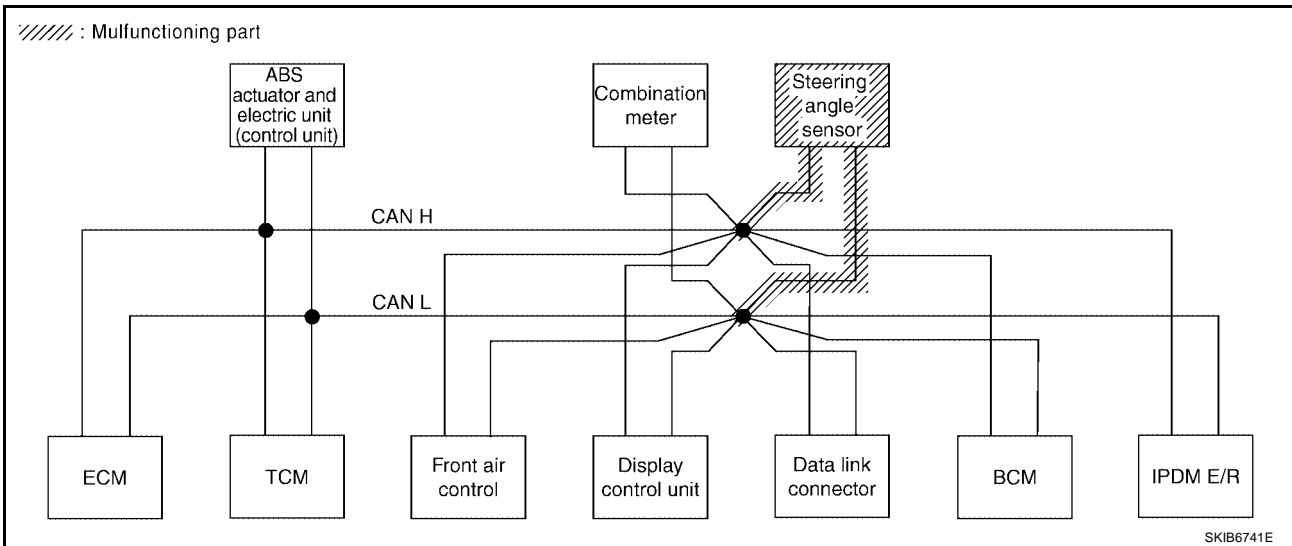 : Mulfunctioning part
ABS
actuator and
electric unit
(control unit)
Combination
meter
Steering
angle
sensor
CAN H
CAN L
ECM
TCM
Front air
control
Display
control unit
Data link
connector
BCM
IPDM E/R
SKIB6741E